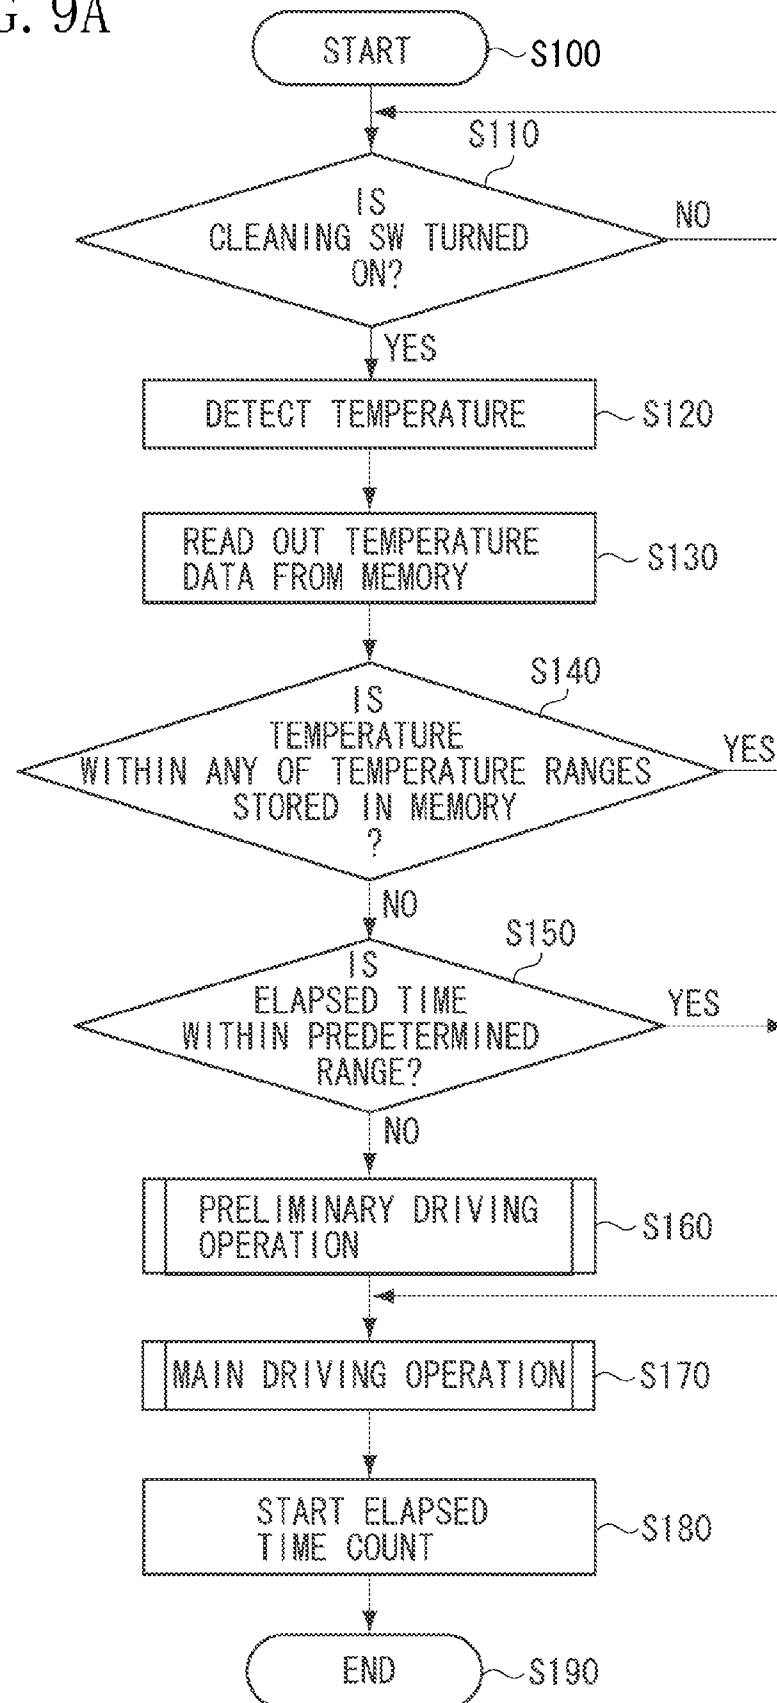 G. 9A
START
S100
S110
IS
CLEANING SW TURNED
ON?
NO
YES
DETECT TEMPERATURE
S120
READ OUT TEMPERATURE
DATA FROM MEMORY
S130
S140
IS
TEMPERATURE
WITHIN ANY OF TEMPERATURE RANGES
STORED IN MEMORY
?
YES
NO
S150
IS
ELAPSED TIME
WITHIN PREDETERMINED
RANGE?
YES
NO
PRELIMINARY DRIVING
OPERATION
S160
MAIN DRIVING OPERATION
S170
START ELAPSED
TIME COUNT
S180
END
S190